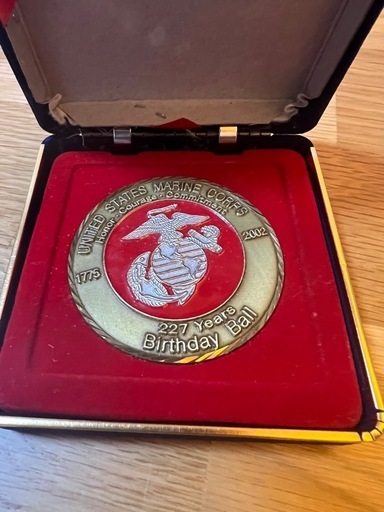 UNITED STATES MARINE CORPS
Honor • Courage • Commitment
1775
2002
227 Years
Birthday Ball